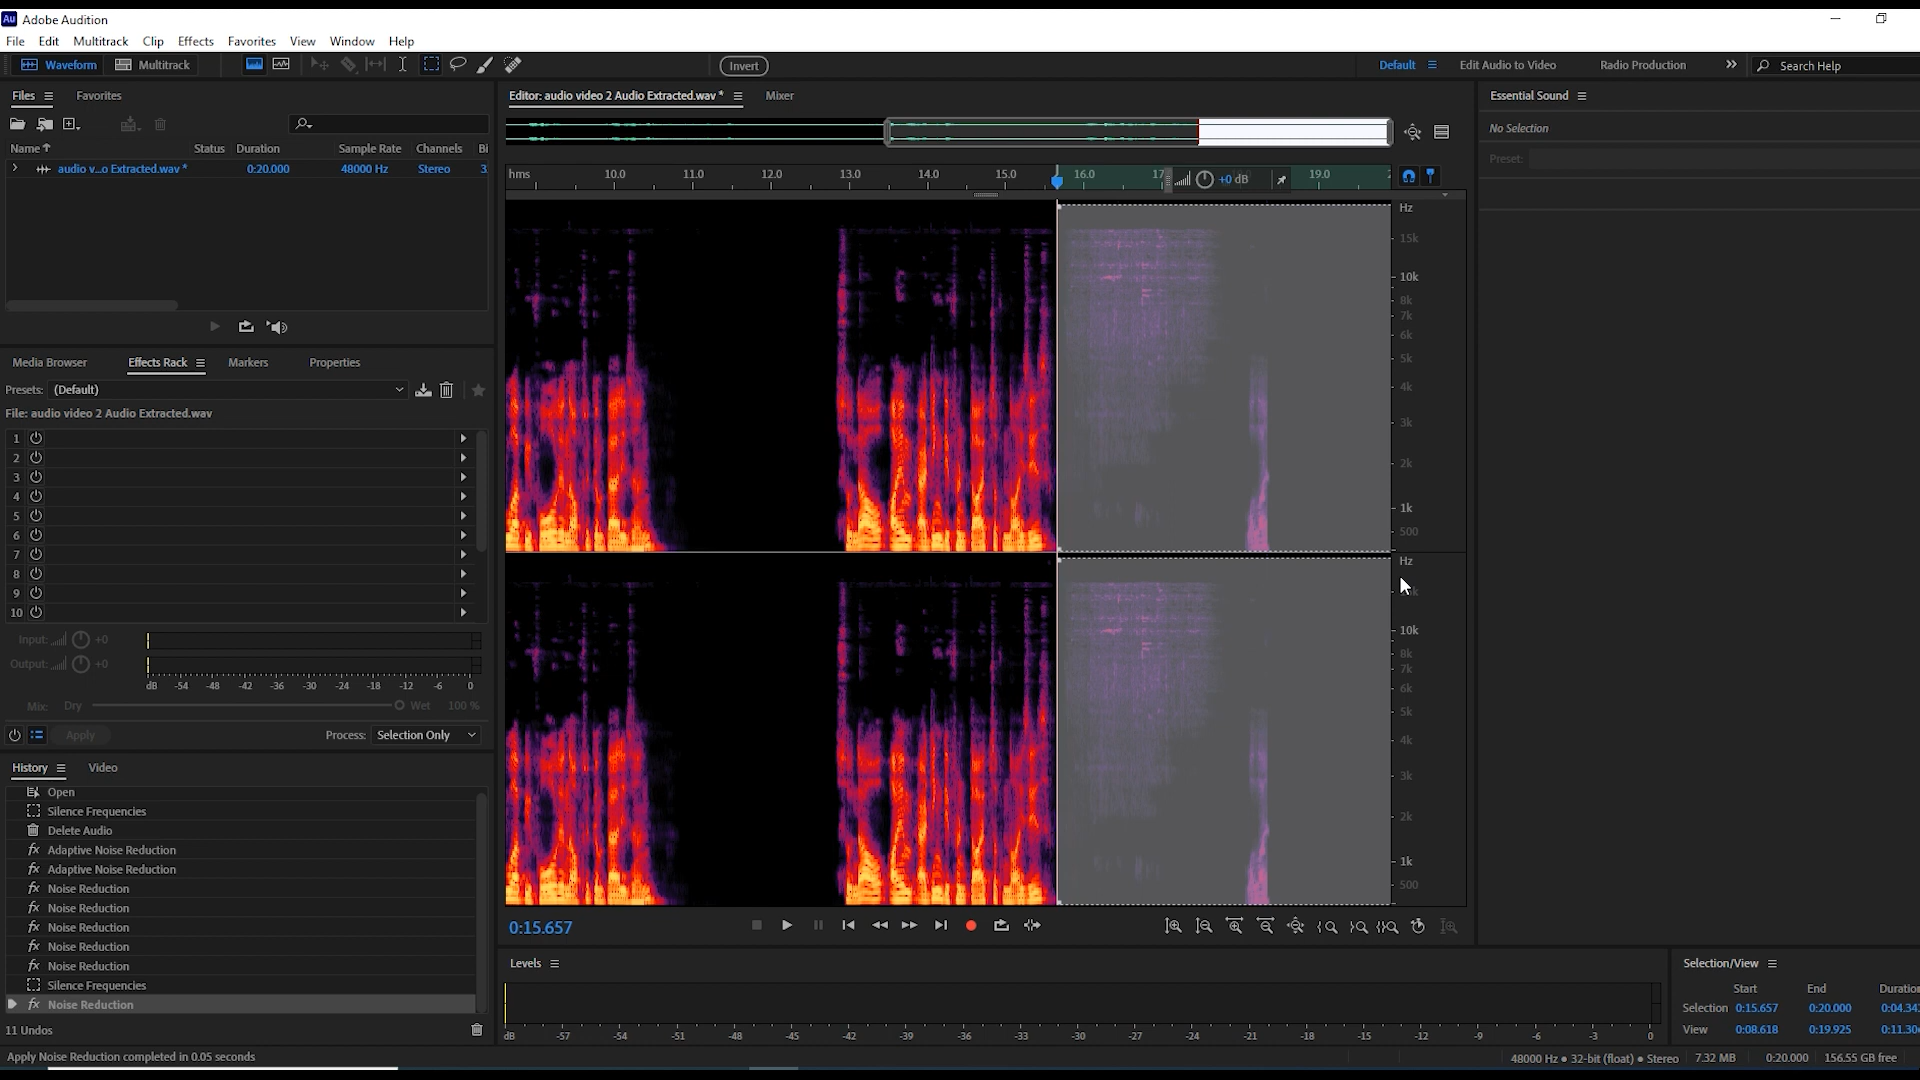 Au Adobe Audition
File Edit Multitrack Clip Effects Favorites View Window Help
Waveform Multitrack Invert Default Edit Audio to Video Radio Production Search Help
Files Favorites
Editor: audio video 2 Audio Extracted.wav * Mixer
Essential Sound
No Selection
Preset:
Name Status Duration Sample Rate Channels Bi
audio v...o Extracted.wav * 0:20.000 48000 Hz Stereo 3
hms 10.0 11.0 12.0 13.0 14.0 15.0 16.0 17 +0 dB 19.0
Hz
15k
10k
8k
7k
6k
5k
4k
3k
2k
1k
500
Hz
10k
8k
7k
6k
5k
4k
3k
2k
1k
500
Media Browser Effects Rack Markers Properties
Presets: (Default)
File: audio video 2 Audio Extracted.wav
1
2
3
4
5
6
7
8
9
10
Input: +0
Output: +0
dB -54 -48 -42 -36 -30 -24 -18 -12 -6 0
Mix: Dry Wet 100 %
Apply Process: Selection Only
History Video
Open
Silence Frequencies
Delete Audio
Adaptive Noise Reduction
Adaptive Noise Reduction
Noise Reduction
Noise Reduction
Noise Reduction
Noise Reduction
Noise Reduction
Silence Frequencies
Noise Reduction
11 Undos
0:15.657
Levels
dB -57 -54 -51 -48 -45 -42 -39 -36 -33 -30 -27 -24 -21 -18 -15 -12 -9 -6 -3 0
Selection/View
Start End Duration
Selection 0:15.657 0:20.000 0:04.34
View 0:08.618 0:19.925 0:11.30
Apply Noise Reduction completed in 0.05 seconds
48000 Hz • 32-bit (float) • Stereo 7.32 MB 0:20.000 156.55 GB free